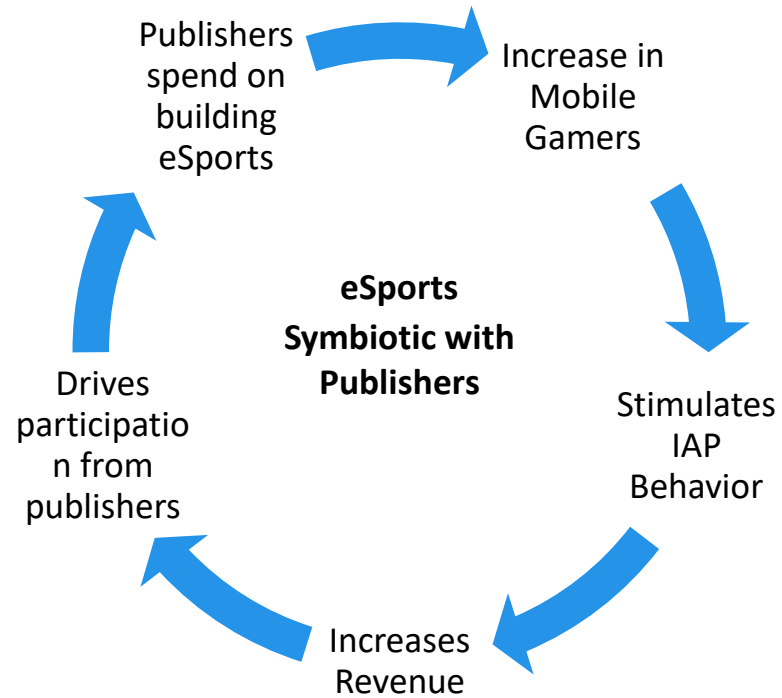 Publishers
spend on
building
eSports
Increase in
Mobile
Gamers
eSports
Symbiotic with
Publishers
Stimulates
IAP
Behavior
Increases
Revenue
Drives
participatio
n from
publishers